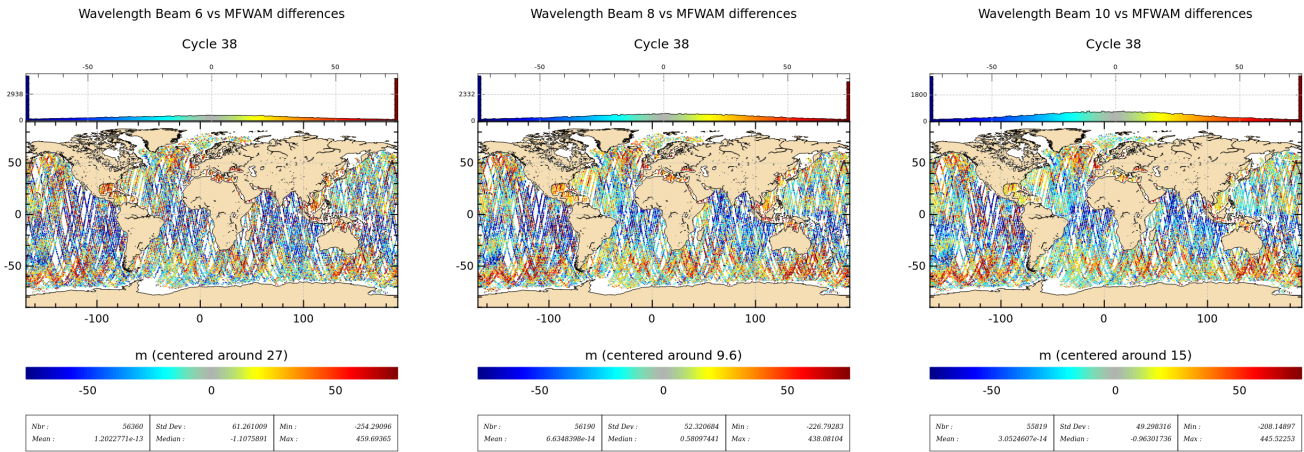 Wavelength Beam 6 vs MFWAM differences
Cycle 38
-50 0 50
2938
0
50
0
-50
-100 0 100
m (centered around 27)
-50 0 50
Nbr : 56360 Std Dev : 61.261009 Min : -254.29096
Mean : 1.2022771e-13 Median : -1.1075891 Max : 459.69365
Wavelength Beam 8 vs MFWAM differences
Cycle 38
-50 0 50
2332
0
50
0
-50
-100 0 100
m (centered around 9.6)
-50 0 50
Nbr : 56190 Std Dev : 52.320684 Min : -226.79283
Mean : 6.6348398e-14 Median : 0.58097441 Max : 438.08104
Wavelength Beam 10 vs MFWAM differences
Cycle 38
-50 0 50
1800
0
50
0
-50
-100 0 100
m (centered around 15)
-50 0 50
Nbr : 55819 Std Dev : 49.298316 Min : -208.14897
Mean : 3.0524607e-14 Median : -0.96301736 Max : 445.52253